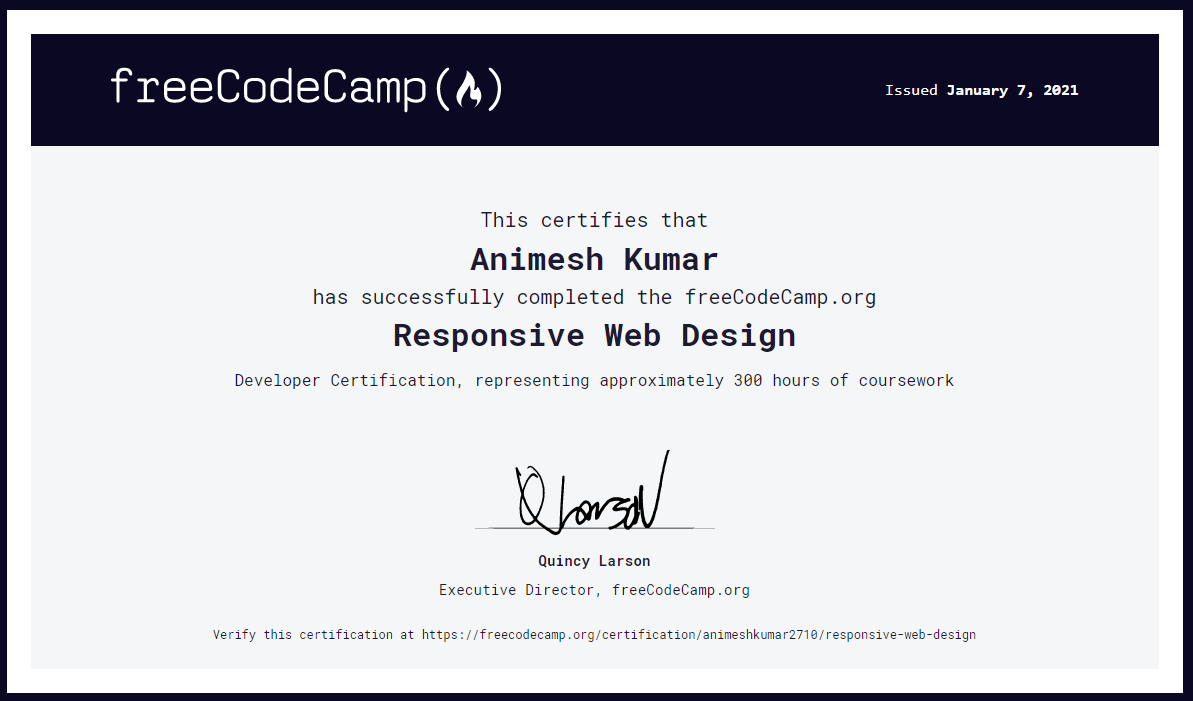 freeCodeCamp(🔥)
Issued January 7, 2021
This certifies that
Animesh Kumar
has successfully completed the freeCodeCamp.org
Responsive Web Design
Developer Certification, representing approximately 300 hours of coursework
Q Larson
Quincy Larson
Executive Director, freeCodeCamp.org
Verify this certification at https://freecodecamp.org/certification/animeshkumar2710/responsive-web-design